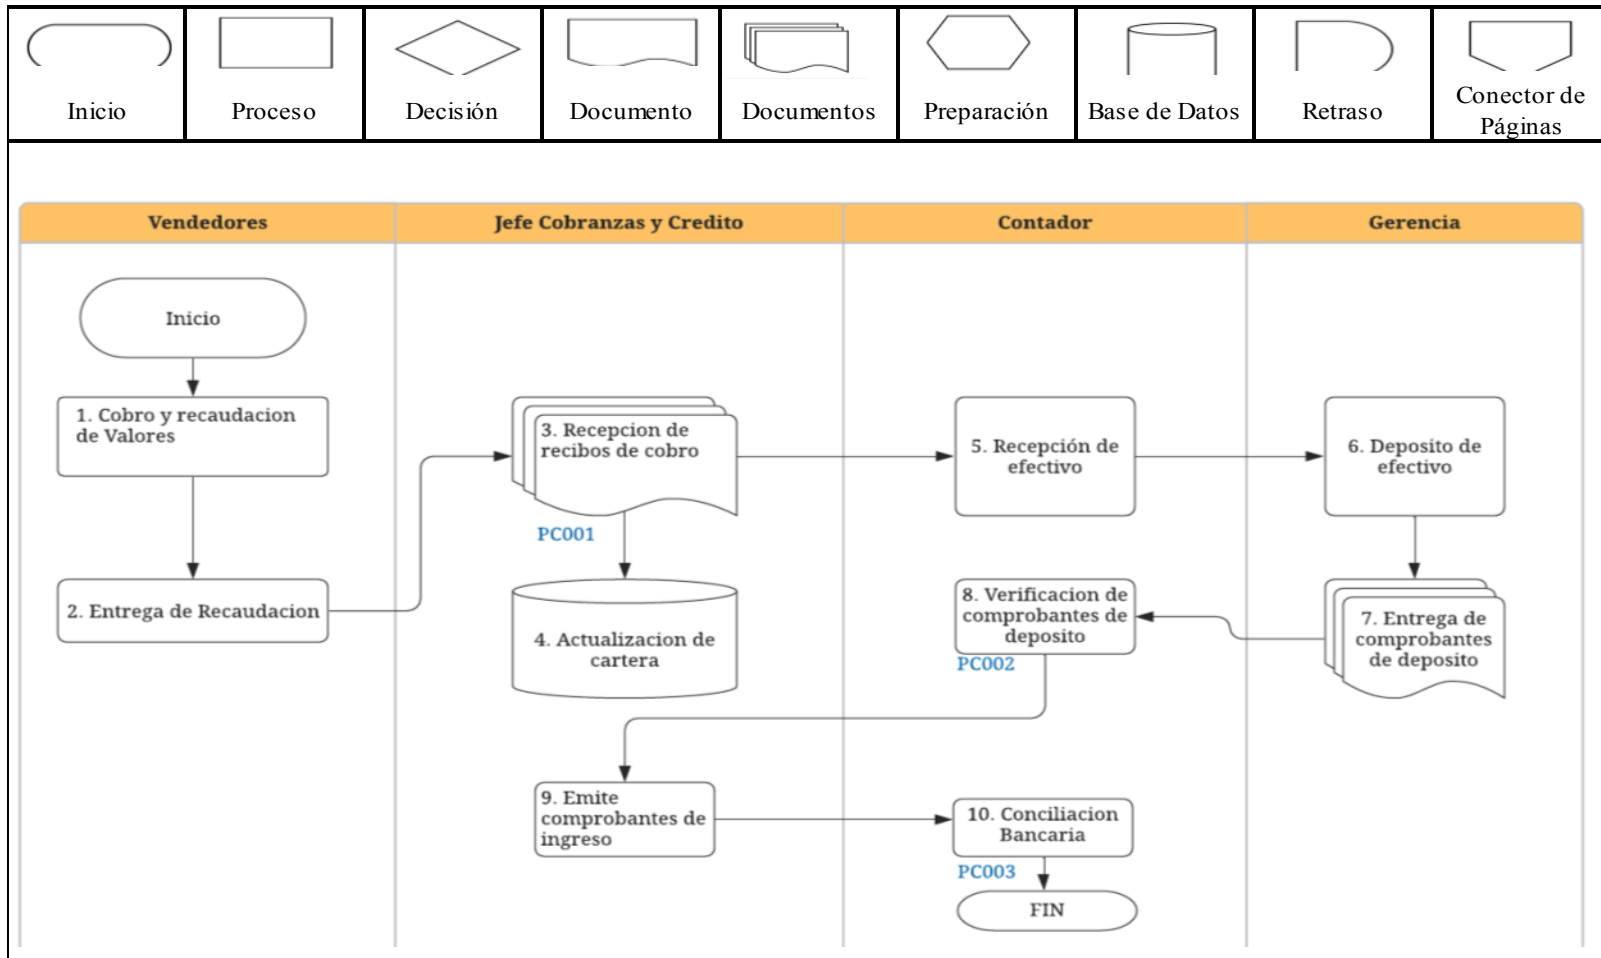 Inicio
Proceso
Decisión
Documento
Documentos
Preparación
Base de Datos
Retraso
Conector de
Páginas
Vendedores
Jefe Cobranzas y Credito
Contador
Gerencia
Inicio
1. Cobro y recaudacion
de Valores
2. Entrega de Recaudacion
3. Recepcion de
recibos de cobro
PC001
4. Actualizacion de
cartera
5. Recepción de
efectivo
6. Deposito de
efectivo
7. Entrega de
comprobantes
de deposito
8. Verificacion de
comprobantes de
deposito
PC002
9. Emite
comprobantes de
ingreso
10. Conciliacion
Bancaria
PC003
FIN